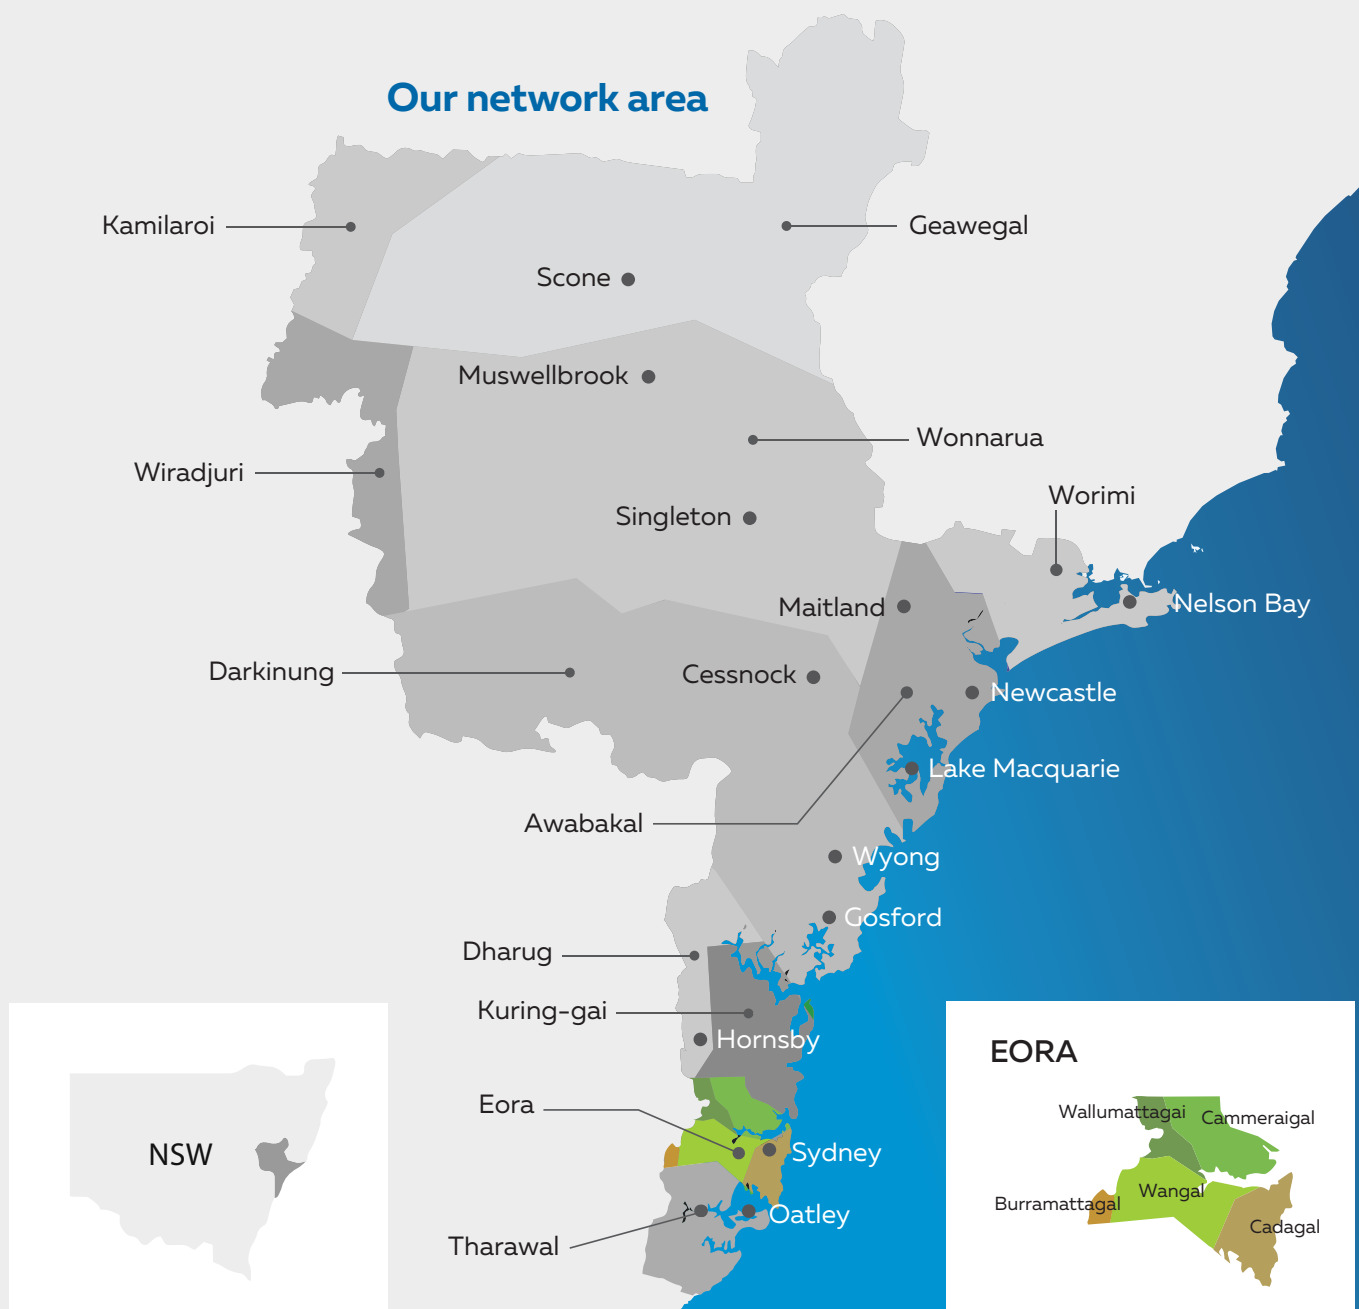 Our network area
Kamilaroi
Geawegal
Scone
Muswellbrook
Wonnarua
Wiradjuri
Worimi
Singleton
Maitland
Nelson Bay
Darkinung
Cessnock
Newcastle
Lake Macquarie
Awabakal
Wyong
Gosford
Dharug
Kuring-gai
Hornsby
Eora
Sydney
Oatley
Tharawal
NSW
EORA
Wallumattagai
Cammeraigal
Wangal
Burramattagal
Cadagal